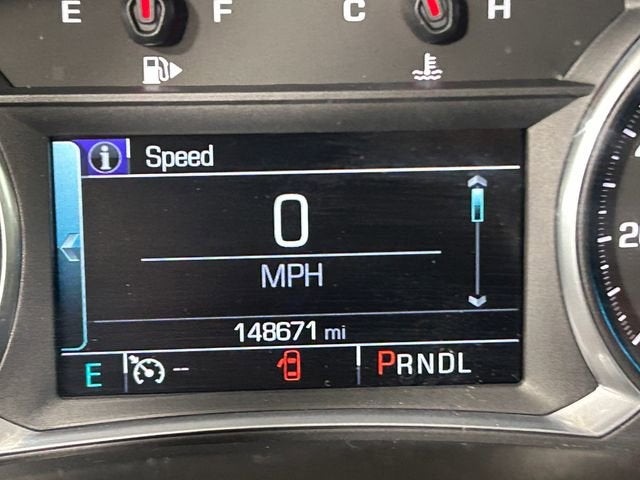 E F C H
i Speed
0
MPH
148671 mi
E -- PRNDL